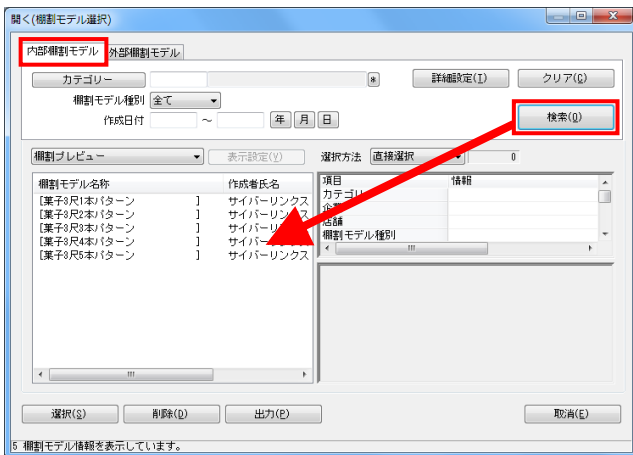 開く(棚割モデル選択)
内部棚割モデル 外部棚割モデル
カテゴリー * 詳細設定(I) クリア(C)
棚割モデル種別 全て
作成日付 ～ 年 月 日 検索(Q)
棚割プレビュー 表示設定(V) 選択方法 直接選択 0
棚割モデル名称 作成者氏名
[菓子3尺1本パターン ] サイバーリンクス
[菓子3尺2本パターン ] サイバーリンクス
[菓子3尺3本パターン ] サイバーリンクス
[菓子3尺4本パターン ] サイバーリンクス
[菓子3尺5本パターン ] サイバーリンクス
項目 情報
カテゴリー
企業
店舗
棚割モデル種別
選択(S) 削除(D) 出力(P) 取消(E)
5 棚割モデル情報を表示しています。